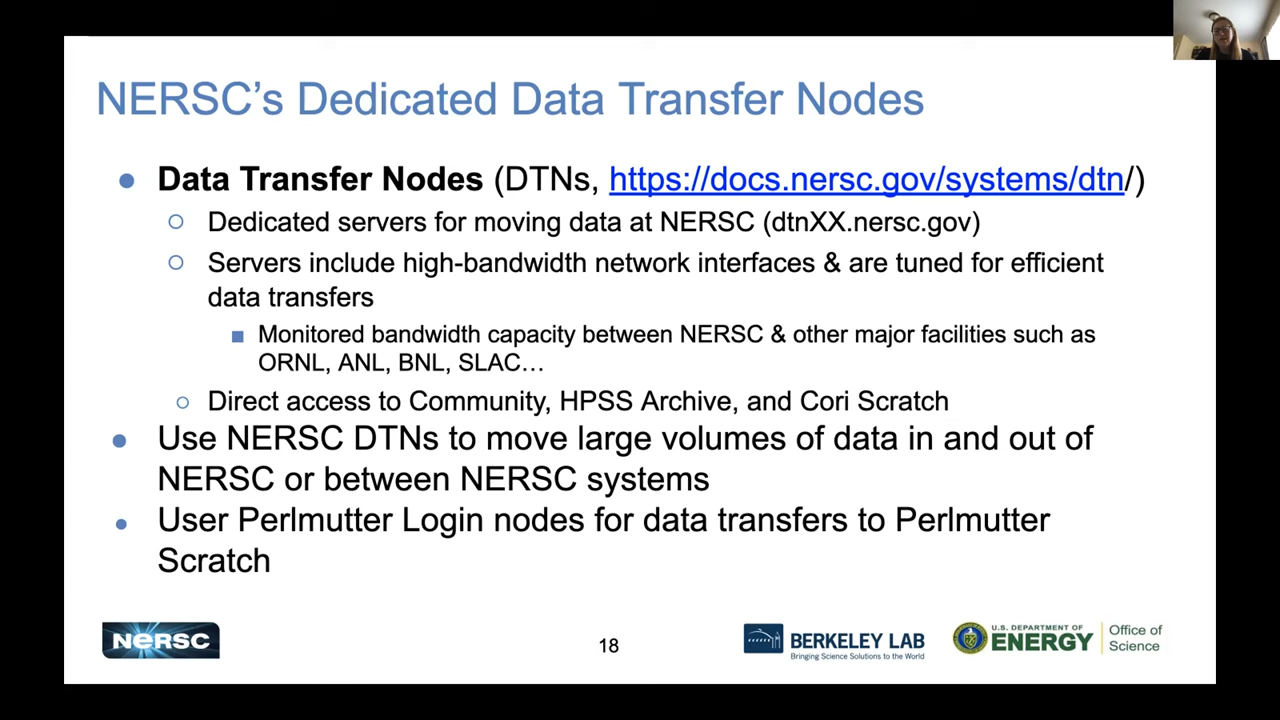 NERSC's Dedicated Data Transfer Nodes
● Data Transfer Nodes (DTNs, https://docs.nersc.gov/systems/dtn/)
○ Dedicated servers for moving data at NERSC (dtnXX.nersc.gov)
○ Servers include high-bandwidth network interfaces & are tuned for efficient
data transfers
■ Monitored bandwidth capacity between NERSC & other major facilities such as
ORNL, ANL, BNL, SLAC…
○ Direct access to Community, HPSS Archive, and Cori Scratch
● Use NERSC DTNs to move large volumes of data in and out of
NERSC or between NERSC systems
● User Perlmutter Login nodes for data transfers to Perlmutter
Scratch
NERSC
18
BERKELEY LAB
Bringing Science Solutions to the World
U.S. DEPARTMENT OF
ENERGY
Office of
Science